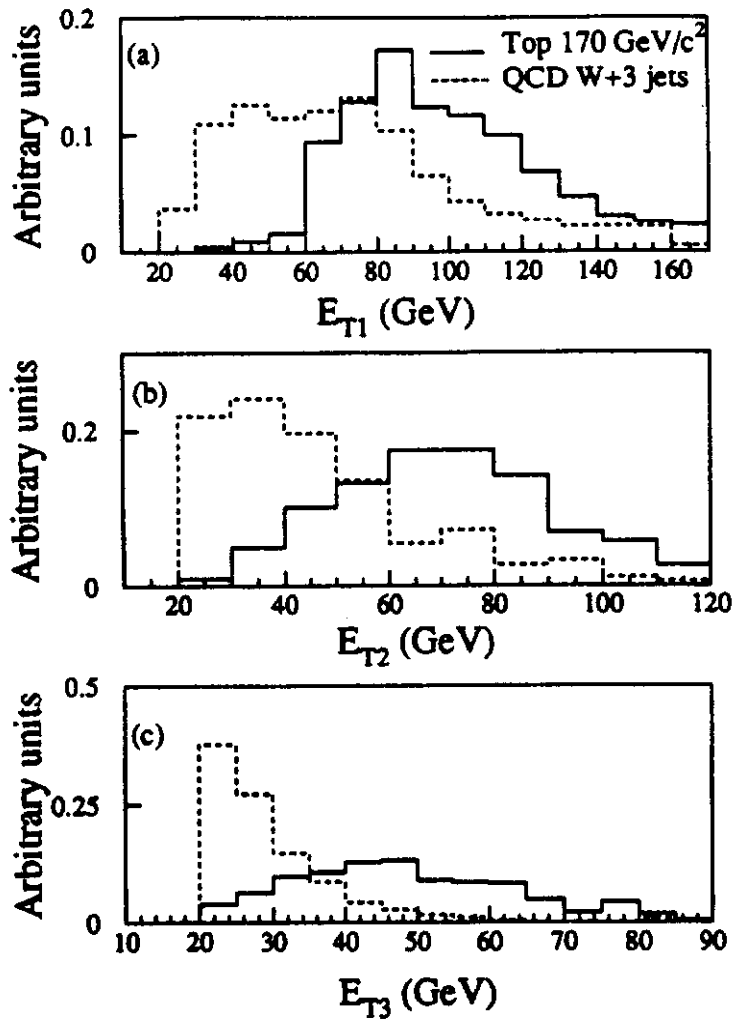 0.2
(a)
Top 170 GeV/c²
QCD W+3 jets
0.1
0
Arbitrary units
20 40 60 80 100 120 140 160
E_T1 (GeV)
(b)
0.2
0
Arbitrary units
20 40 60 80 100 120
E_T2 (GeV)
0.5
(c)
0.25
0
Arbitrary units
10 20 30 40 50 60 70 80 90
E_T3 (GeV)